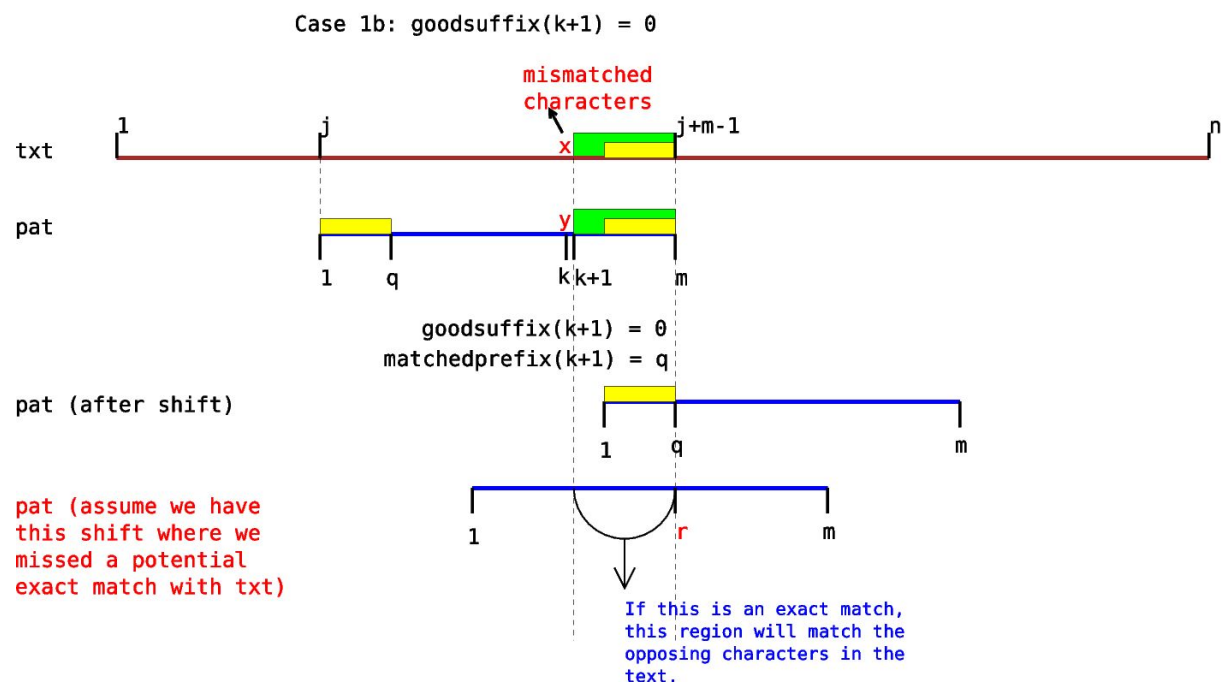 Case 1b: goodsuffix(k+1) = 0
mismatched
characters
1 j j+m-1 n
txt x
pat y
1 q k k+1 m
goodsuffix(k+1) = 0
matchedprefix(k+1) = q
pat (after shift)
1 q m
pat (assume we have
this shift where we
missed a potential
exact match with txt)
1 r m
If this is an exact match,
this region will match the
opposing characters in the
text.